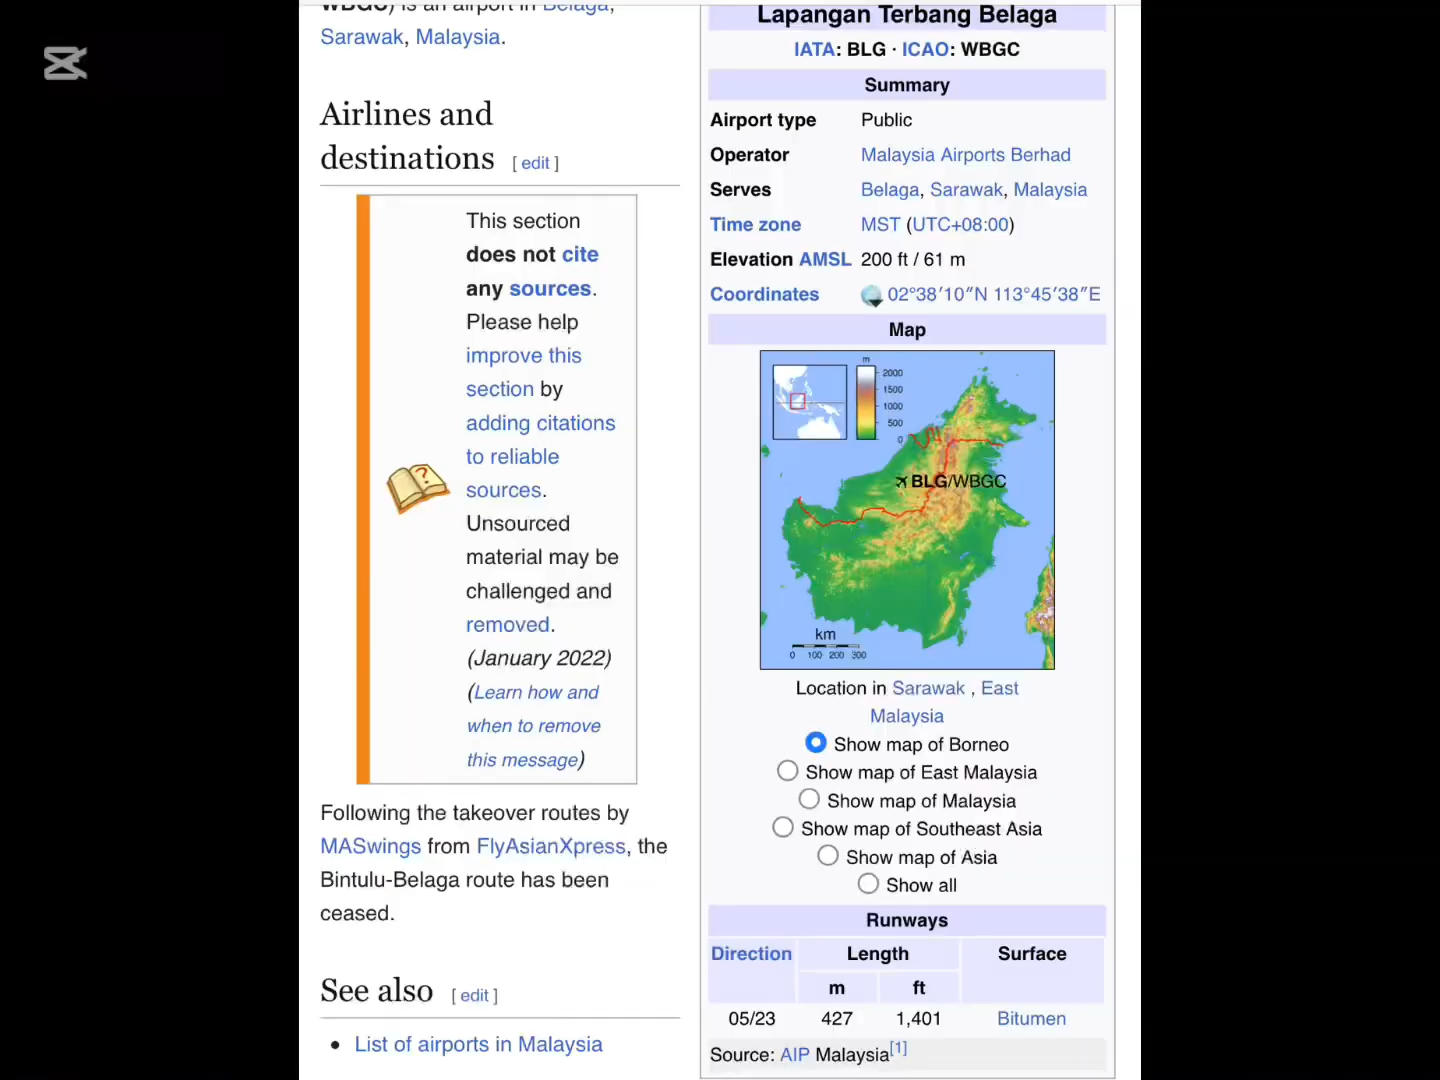 WBGC) is an airport in Belaga,
Sarawak, Malaysia.
Airlines and
destinations [ edit ]
This section
does not cite
any sources.
Please help
improve this
section by
adding citations
to reliable
sources.
Unsourced
material may be
challenged and
removed.
(January 2022)
(Learn how and
when to remove
this message)
Following the takeover routes by
MASwings from FlyAsianXpress, the
Bintulu-Belaga route has been
ceased.
See also [ edit ]
• List of airports in Malaysia
Lapangan Terbang Belaga
IATA: BLG · ICAO: WBGC
Summary
Airport type Public
Operator Malaysia Airports Berhad
Serves Belaga, Sarawak, Malaysia
Time zone MST (UTC+08:00)
Elevation AMSL 200 ft / 61 m
Coordinates 02°38′10″N 113°45′38″E
Map
m
2000
1500
1000
500
0
BLG/WBGC
km
0 100 200 300
Location in Sarawak , East
Malaysia
Show map of Borneo
Show map of East Malaysia
Show map of Malaysia
Show map of Southeast Asia
Show map of Asia
Show all
Runways
Direction Length Surface
m ft
05/23 427 1,401 Bitumen
Source: AIP Malaysia[1]